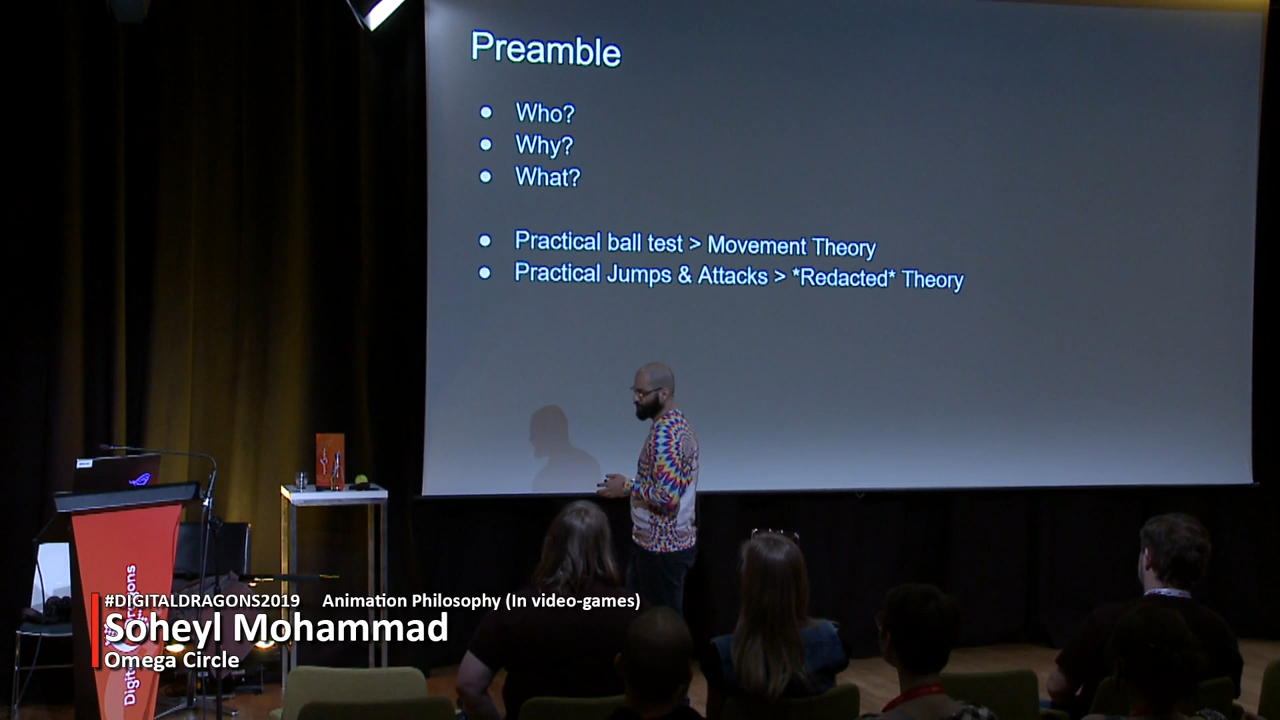 Preamble
● Who?
● Why?
● What?
● Practical ball test > Movement Theory
● Practical Jumps & Attacks > *Redacted* Theory
#DIGITALDRAGONS2019 Animation Philosophy (In video-games)
Soheyl Mohammad
Omega Circle